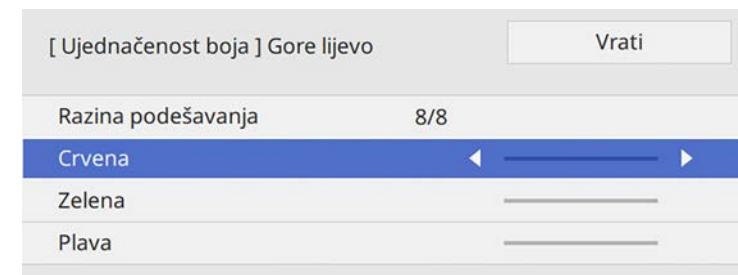 [ Ujednačenost boja ] Gore lijevo
Vrati
Razina podešavanja 8/8
Crvena
Zelena
Plava